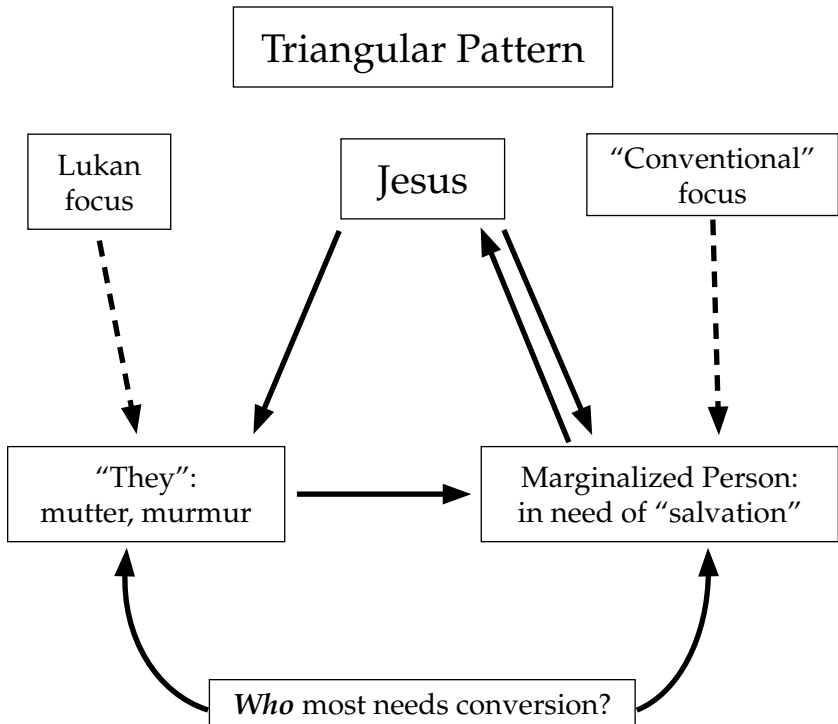 Triangular Pattern
Lukan
focus
Jesus
“Conventional”
focus
“They”:
mutter, murmur
Marginalized Person:
in need of “salvation”
Who most needs conversion?